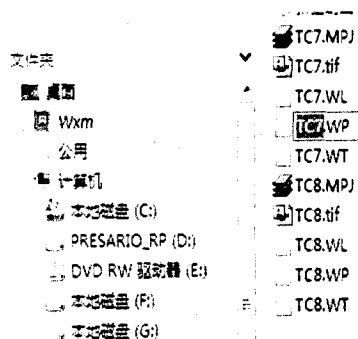 文件夹
桌面
Wxm
公用
计算机
本地磁盘 (C:)
PRESARIO_RP (D:)
DVD RW 驱动器 (E:)
本地磁盘 (F:)
本地磁盘 (G:)
TC7.MPJ
TC7.tif
TC7.WL
TC7.WP
TC7.WT
TC8.MPJ
TC8.tif
TC8.WL
TC8.WP
TC8.WT